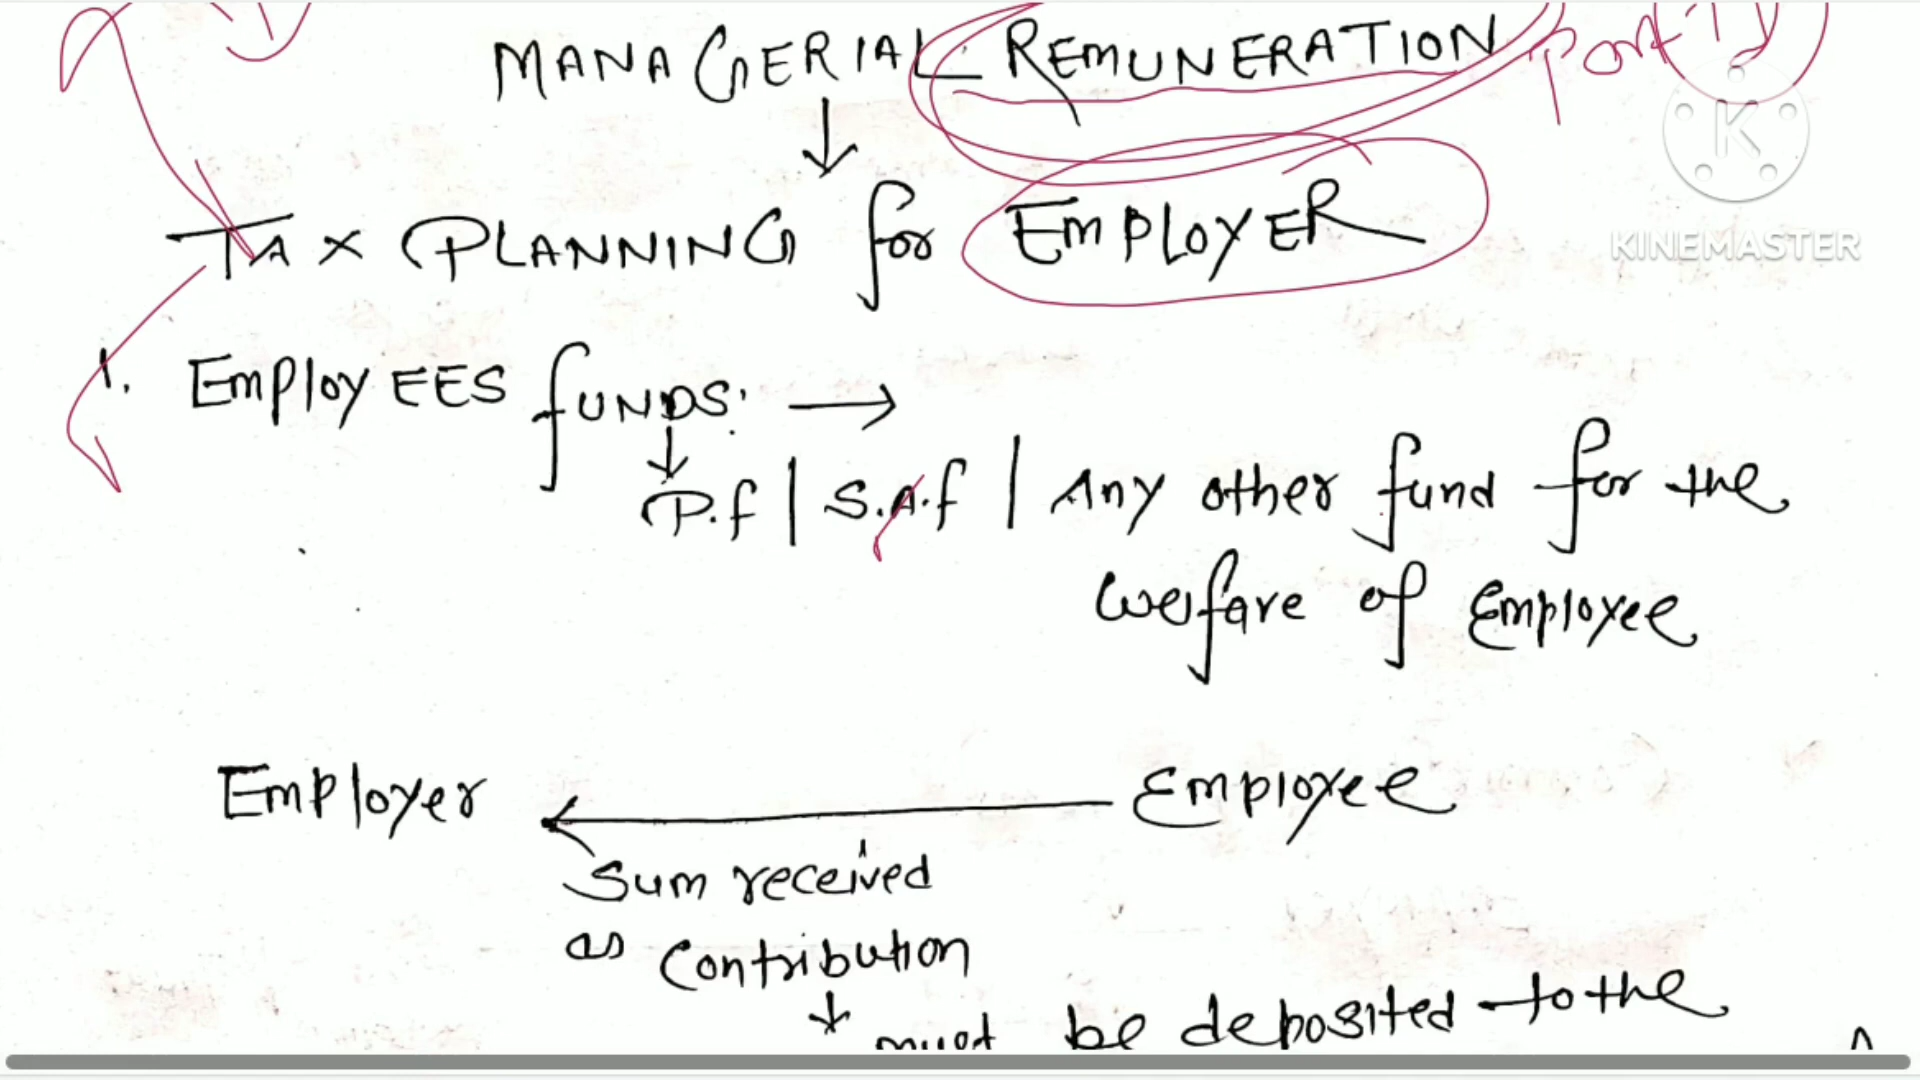 MANAGERIAL REMUNERATION Part
KINEMASTER
TAX PLANNING for EMPLOYER
1. EmployEES fUNDS: →
P.f | S.A.f | Any other fund for the
welfare of Employee
Employer Employee
Sum received
as contribution
must be deposited to the